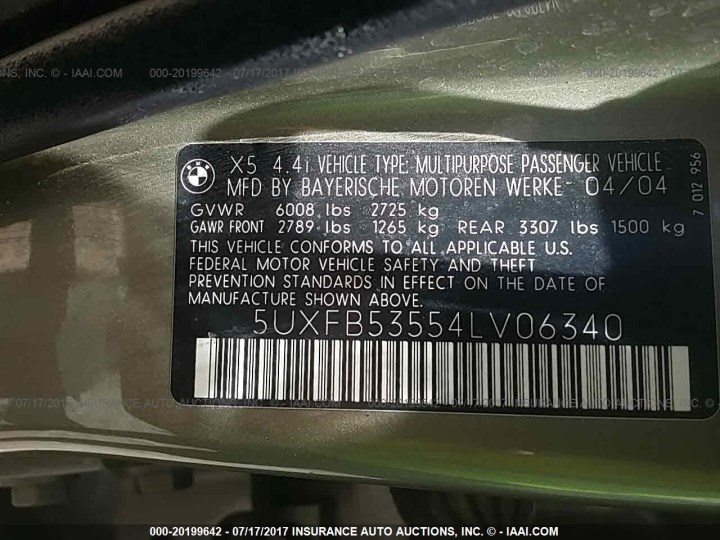 BMW
X5 4.4i VEHICLE TYPE: MULTIPURPOSE PASSENGER VEHICLE
MFD BY BAYERISCHE MOTOREN WERKE- 04/04
GVWR 6008 lbs 2725 kg
GAWR FRONT 2789 lbs 1265 kg REAR 3307 lbs 1500 kg
THIS VEHICLE CONFORMS TO ALL APPLICABLE U.S.
FEDERAL MOTOR VEHICLE SAFETY AND THEFT
PREVENTION STANDARDS IN EFFECT ON THE DATE OF
MANUFACTURE SHOWN ABOVE.
5UXFB53554LV06340
7 012 956
000-20199642 - 07/17/2017 INSURANCE AUTO AUCTIONS, INC. - © IAAI.COM